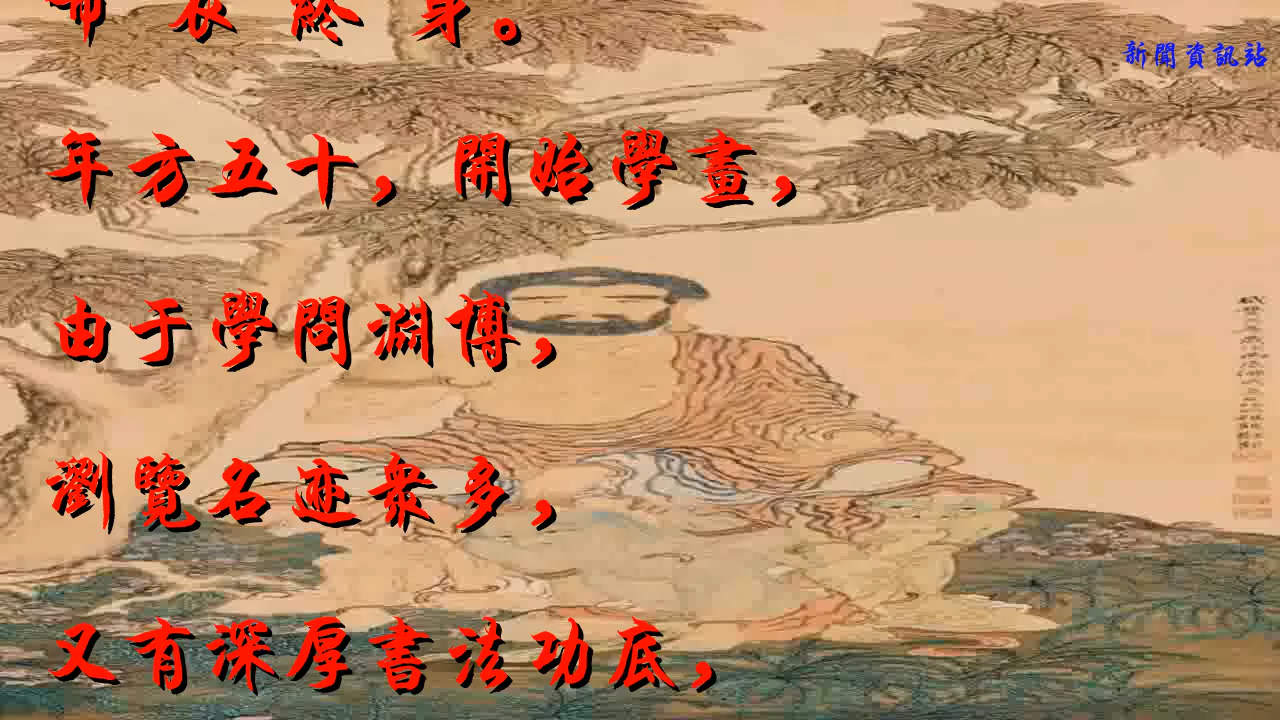 布衣終身。
新聞資訊站
年方五十，開始學畫，
由于學問淵博，
瀏覽名迹衆多，
又有深厚書法功底，